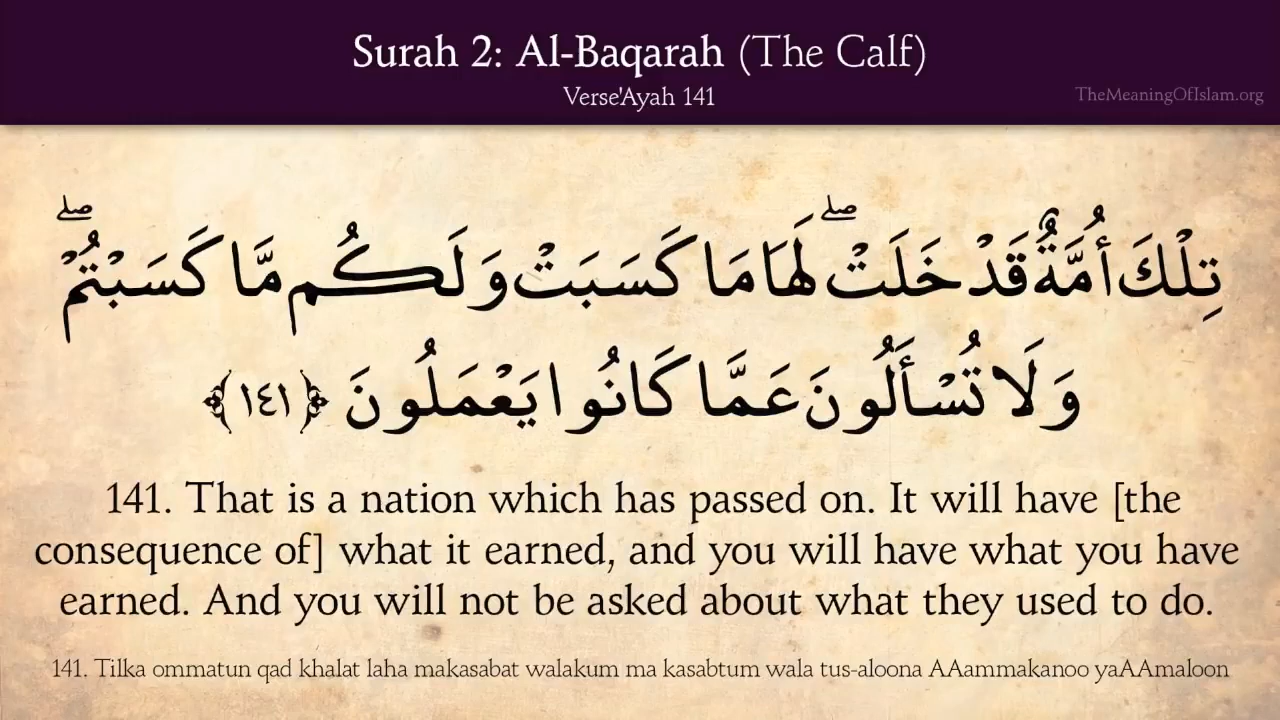 Surah 2: Al-Baqarah (The Calf)
Verse'Ayah 141
TheMeaningOfIslam.org
تِلْكَ أُمَّةٌ قَدْ خَلَتْ ۖ لَهَا مَا كَسَبَتْ وَلَكُم مَّا كَسَبْتُمْ ۖ
وَلَا تُسْأَلُونَ عَمَّا كَانُوا يَعْمَلُونَ ﴿١٤١﴾
141. That is a nation which has passed on. It will have [the
consequence of] what it earned, and you will have what you have
earned. And you will not be asked about what they used to do.
141. Tilka ommatun qad khalat laha makasabat walakum ma kasabtum wala tus-aloona AAammakanoo yaAAmaloon